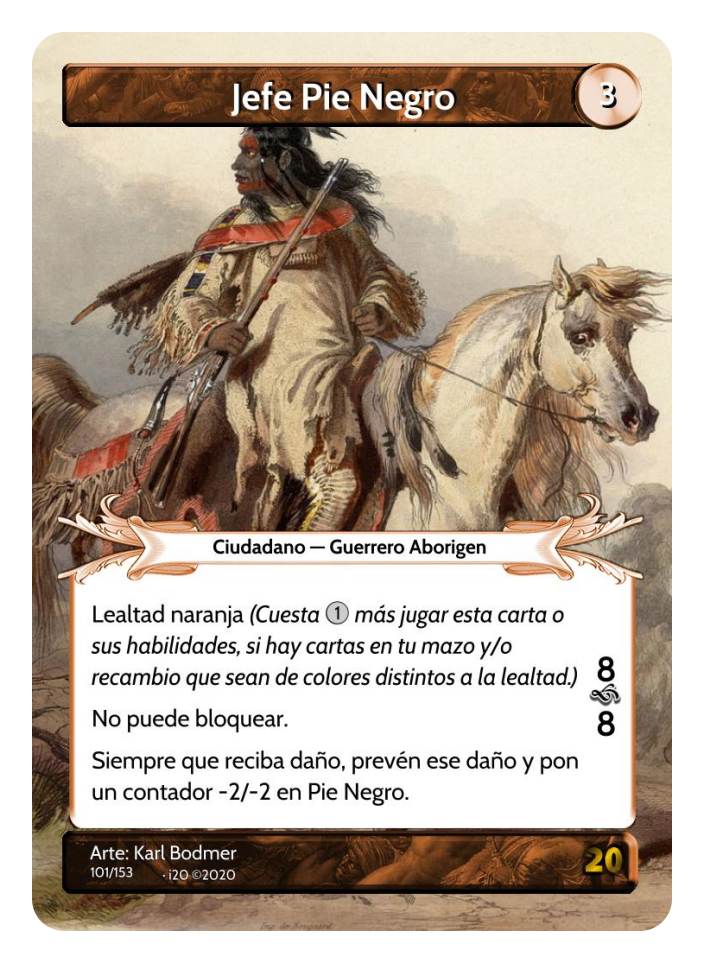 Jefe Pie Negro
3
Ciudadano — Guerrero Aborigen
Lealtad naranja (Cuesta 1 más jugar esta carta o
sus habilidades, si hay cartas en tu mazo y/o
recambio que sean de colores distintos a la lealtad.)
No puede bloquear.
Siempre que reciba daño, prevén ese daño y pon
un contador -2/-2 en Pie Negro.
8
8
Arte: Karl Bodmer
101/153 · i20 ©2020
20